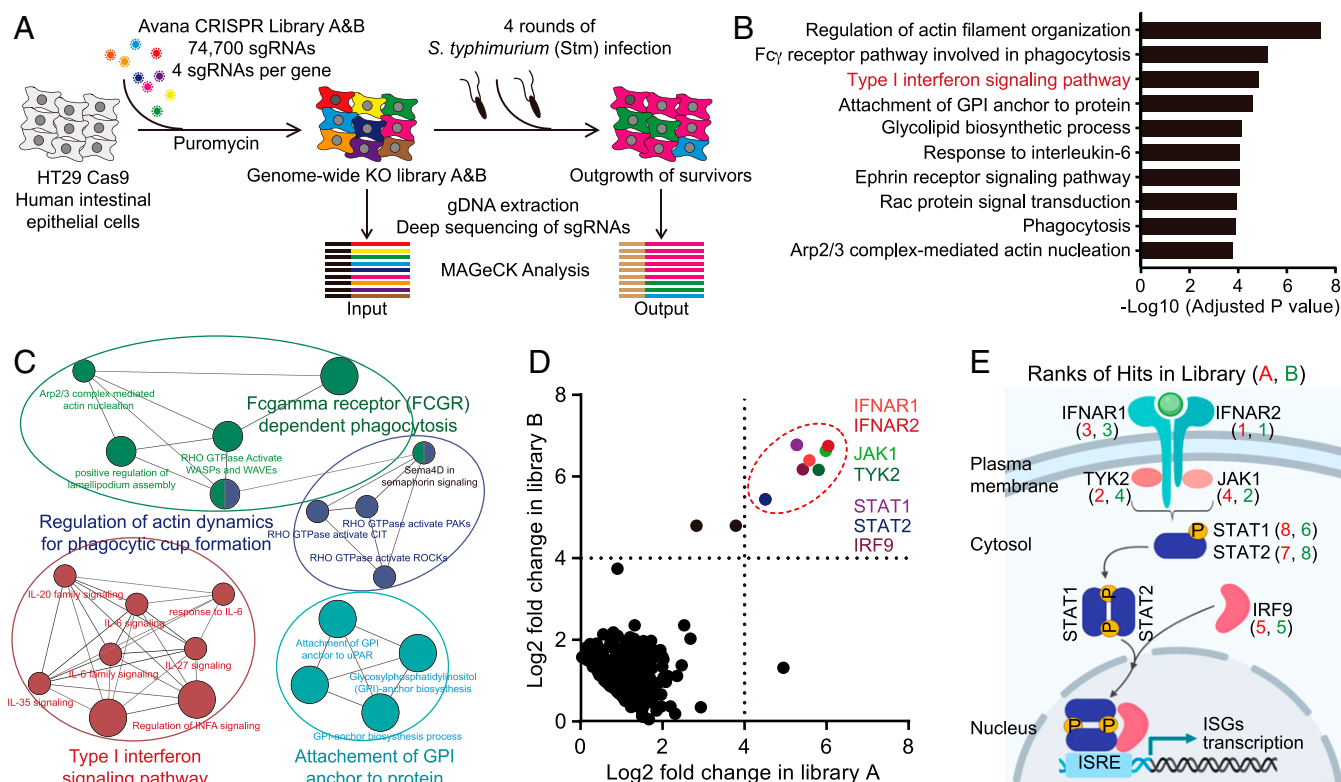 A
Avana CRISPR Library A&B
74,700 sgRNAs
4 sgRNAs per gene
4 rounds of
S. typhimurium (Stm) infection
Puromycin
HT29 Cas9
Human intestinal
epithelial cells
Genome-wide KO library A&B
Outgrowth of survivors
gDNA extraction
Deep sequencing of sgRNAs
MAGeCK Analysis
Input
Output
B
Regulation of actin filament organization
Fcγ receptor pathway involved in phagocytosis
Type I interferon signaling pathway
Attachment of GPI anchor to protein
Glycolipid biosynthetic process
Response to interleukin-6
Ephrin receptor signaling pathway
Rac protein signal transduction
Phagocytosis
Arp2/3 complex-mediated actin nucleation
0 2 4 6 8
-Log10 (Adjusted P value)
C
Arp2/3 complex mediated
actin nucleation
Fcgamma receptor (FCGR)
dependent phagocytosis
positive regulation of
lamellipodium assembly
RHO GTPase Activate
WASPs and WAVEs
Sema4D in
semaphorin signaling
Regulation of actin dynamics
for phagocytic cup formation
RHO GTPase activate PAKs
RHO GTPase activate CIT
RHO GTPase activate ROCKs
IL-20 family signaling
response to IL-6
IL-6 signaling
IL-27 signaling
IL-6 family signaling
IL-35 signaling
Regulation of INFA signaling
Type I interferon
signaling pathway
Attachment of GPI
anchor to uPAR
Glycosylphosphatidylinositol
(GPI)-anchor biosysthesis
GPI-anchor biosysthesis process
Attachement of GPI
anchor to protein
D
Log2 fold change in library B
8
6
4
2
0
0 2 4 6 8
Log2 fold change in library A
IFNAR1
IFNAR2
JAK1
TYK2
STAT1
STAT2
IRF9
E
Ranks of Hits in Library (A, B)
IFNAR1
(3, 3)
IFNAR2
(1, 1)
Plasma
membrane
TYK2
(2, 4)
JAK1
(4, 2)
Cytosol
P
STAT1 (8, 6)
STAT2 (7, 8)
STAT1
P
P
STAT2
IRF9
(5, 5)
Nucleus
P P
ISRE
ISGs
transcription